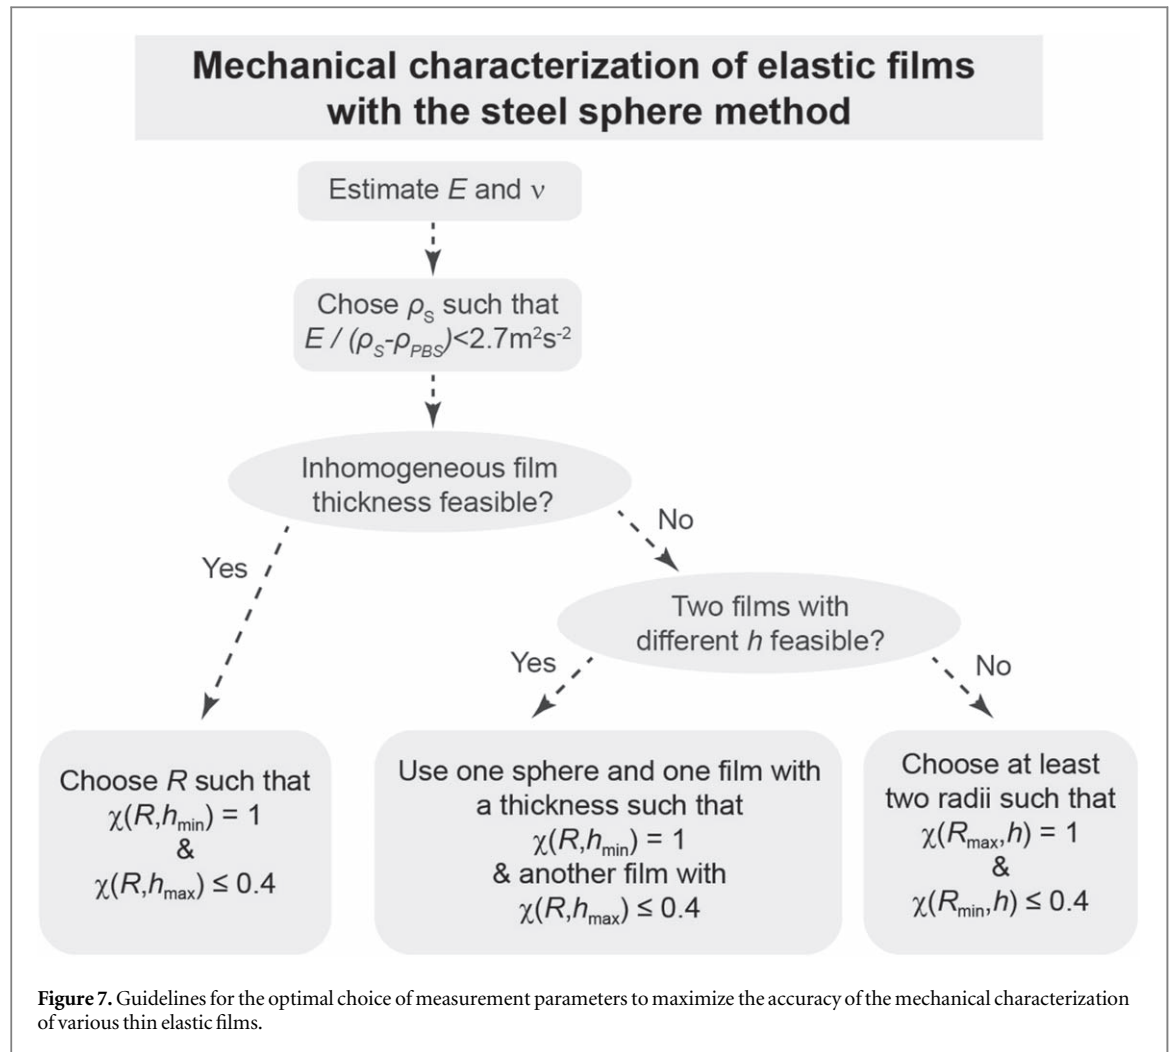 Mechanical characterization of elastic films
with the steel sphere method
Estimate E and ν
Chose ρS such that
E / (ρS-ρPBS)<2.7m²s⁻²
Inhomogeneous film
thickness feasible?
No
Yes
Two films with
different h feasible?
Yes
No
Choose R such that
χ(R,hmin) = 1
&
χ(R,hmax) ≤ 0.4
Use one sphere and one film with
a thickness such that
χ(R,hmin) = 1
& another film with
χ(R,hmax) ≤ 0.4
Choose at least
two radii such that
χ(Rmax,h) = 1
&
χ(Rmin,h) ≤ 0.4
Figure 7. Guidelines for the optimal choice of measurement parameters to maximize the accuracy of the mechanical characterization
of various thin elastic films.